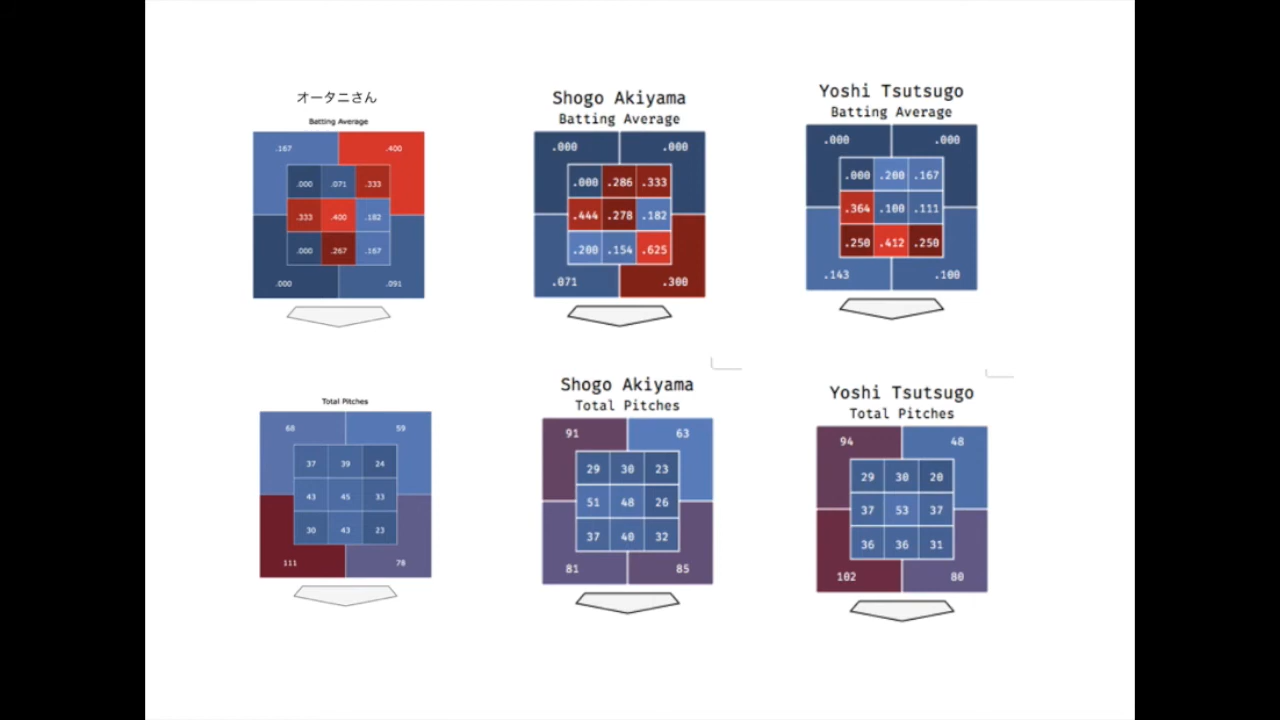 オータニさん
Batting Average
.167 .400
.000 .071 .333
.333 .400 .182
.000 .267 .167
.000 .091
Shogo Akiyama
Batting Average
.000 .000
.000 .286 .333
.444 .278 .182
.200 .154 .625
.071 .300
Yoshi Tsutsugo
Batting Average
.000 .000
.000 .200 .167
.364 .100 .111
.250 .412 .250
.143 .100
Total Pitches
68 59
37 39 24
43 45 33
30 43 23
111 78
Shogo Akiyama
Total Pitches
91 63
29 30 23
51 48 26
37 40 32
81 85
Yoshi Tsutsugo
Total Pitches
94 48
29 30 20
37 53 37
36 36 31
102 80